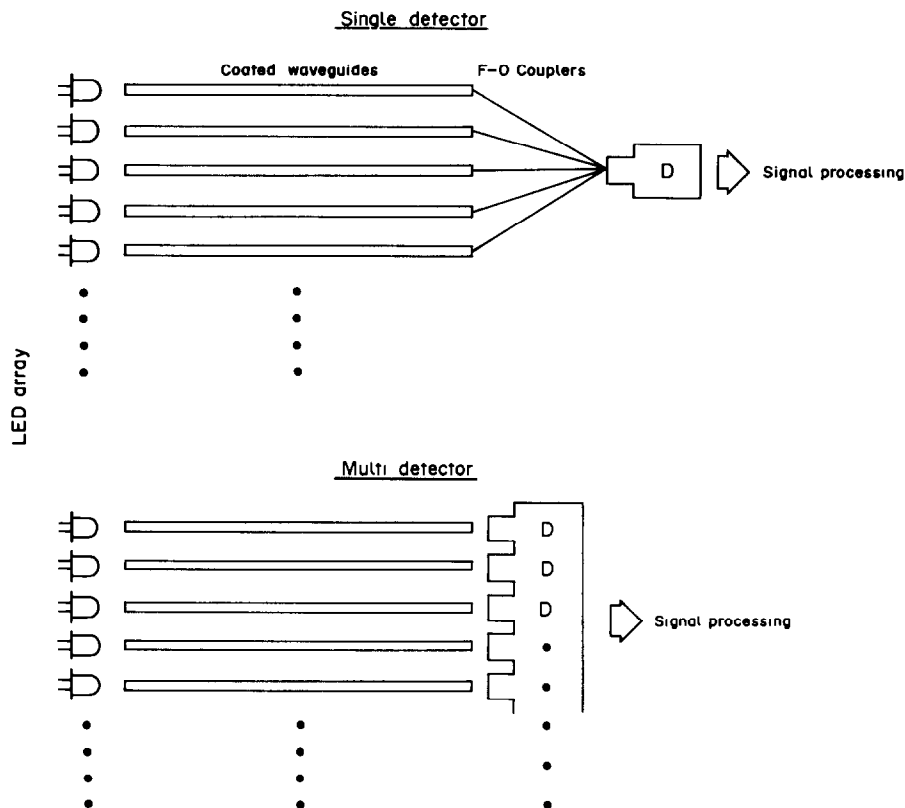 Single detector
Coated waveguides
F-O Couplers
D
Signal processing
LED array
Multi detector
D
D
D
Signal processing